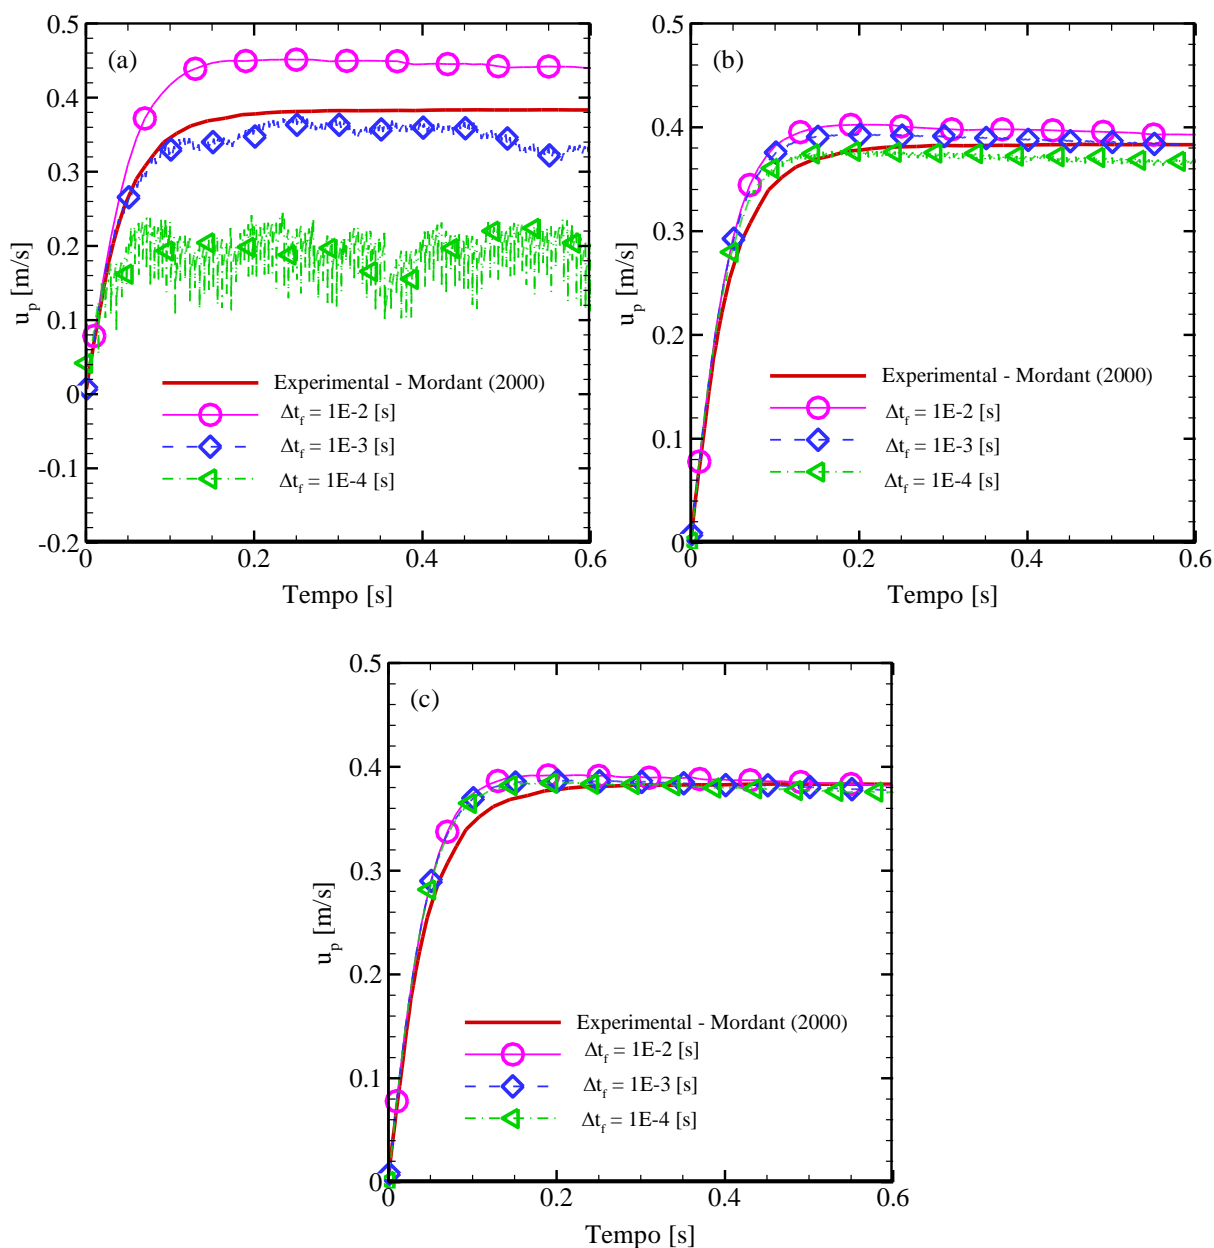 (a)
0.5
0.4
0.3
0.2
0.1
0
-0.1
-0.2
u_p [m/s]
Experimental - Mordant (2000)
Δt_f = 1E-2 [s]
Δt_f = 1E-3 [s]
Δt_f = 1E-4 [s]
0 0.2 0.4 0.6
Tempo [s]
(b)
0.5
0.4
0.3
0.2
0.1
0
u_p [m/s]
Experimental - Mordant (2000)
Δt_f = 1E-2 [s]
Δt_f = 1E-3 [s]
Δt_f = 1E-4 [s]
0 0.2 0.4 0.6
Tempo [s]
(c)
0.5
0.4
0.3
0.2
0.1
0
u_p [m/s]
Experimental - Mordant (2000)
Δt_f = 1E-2 [s]
Δt_f = 1E-3 [s]
Δt_f = 1E-4 [s]
0 0.2 0.4 0.6
Tempo [s]